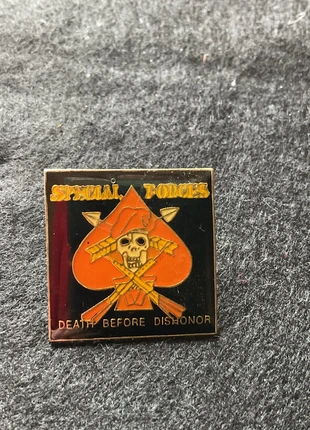 SPECIAL FORCES
DEATH BEFORE DISHONOR